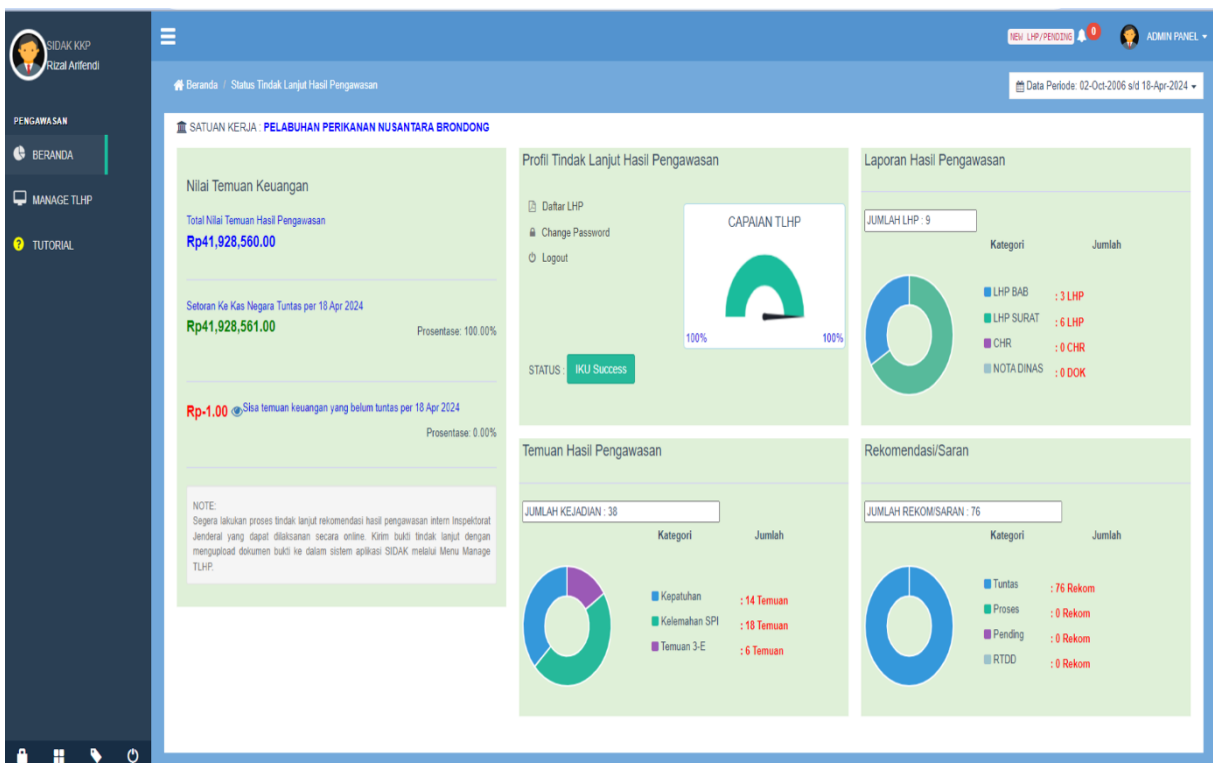 SIDAK KKP
Rizal Arifendi
PENGAWASAN
BERANDA
MANAGE TLHP
? TUTORIAL
NEW LHP/PENDING 0
ADMIN PANEL
Beranda / Status Tindak Lanjut Hasil Pengawasan
Data Periode: 02-Oct-2006 s/d 18-Apr-2024
SATUAN KERJA : PELABUHAN PERIKANAN NUSANTARA BRONDONG
Nilai Temuan Keuangan
Total Nilai Temuan Hasil Pengawasan
Rp41,928,560.00
Setoran Ke Kas Negara Tuntas per 18 Apr 2024
Rp41,928,561.00
Prosentase: 100.00%
Rp-1.00 Sisa temuan keuangan yang belum tuntas per 18 Apr 2024
Prosentase: 0.00%
NOTE:
Segera lakukan proses tindak lanjut rekomendasi hasil pengawasan intern Inspektorat
Jenderal yang dapat dilaksanan secara online. Kirim bukti tindak lanjut dengan
mengupload dokumen bukti ke dalam sistem aplikasi SIDAK melalui Menu Manage
TLHP.
Profil Tindak Lanjut Hasil Pengawasan
Daftar LHP
Change Password
Logout
CAPAIAN TLHP
100% 100%
STATUS : IKU Success
Laporan Hasil Pengawasan
JUMLAH LHP : 9
Kategori Jumlah
LHP BAB : 3 LHP
LHP SURAT : 6 LHP
CHR : 0 CHR
NOTA DINAS : 0 DOK
Temuan Hasil Pengawasan
JUMLAH KEJADIAN : 38
Kategori Jumlah
Kepatuhan : 14 Temuan
Kelemahan SPI : 18 Temuan
Temuan 3-E : 6 Temuan
Rekomendasi/Saran
JUMLAH REKOM/SARAN : 76
Kategori Jumlah
Tuntas : 76 Rekom
Proses : 0 Rekom
Pending : 0 Rekom
RTDD : 0 Rekom